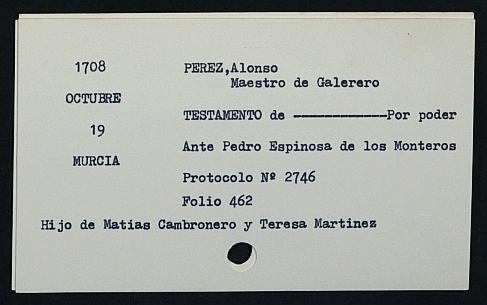 1708
PEREZ,Alonso
Maestro de Galerero
OCTUBRE
TESTAMENTO de -------------Por poder
19
Ante Pedro Espinosa de los Monteros
MURCIA
Protocolo Nº 2746
Folio 462
Hijo de Matias Cambronero y Teresa Martinez